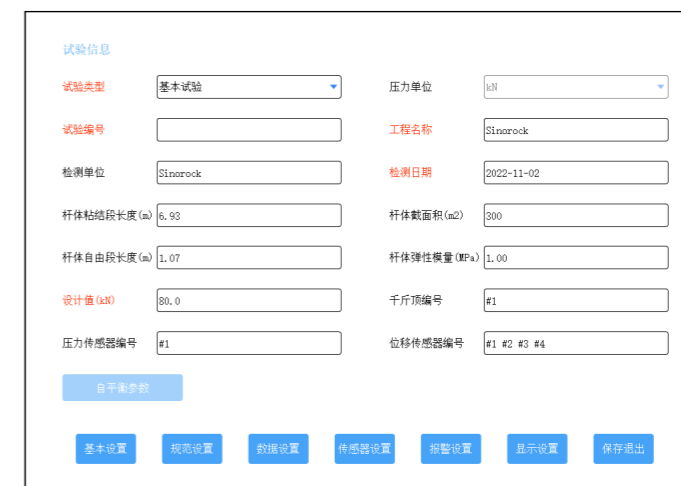 试验信息
试验类型 基本试验 压力单位 kN
试验编号 工程名称 Sinorock
检测单位 Sinorock 检测日期 2022-11-02
杆体粘结段长度(m) 6.93 杆体截面积(m2) 300
杆体自由段长度(m) 1.07 杆体弹性模量(MPa) 1.00
设计值(kN) 80.0 千斤顶编号 #1
压力传感器编号 #1 位移传感器编号 #1 #2 #3 #4
自平衡参数
基本设置 规范设置 数据设置 传感器设置 报警设置 显示设置 保存退出